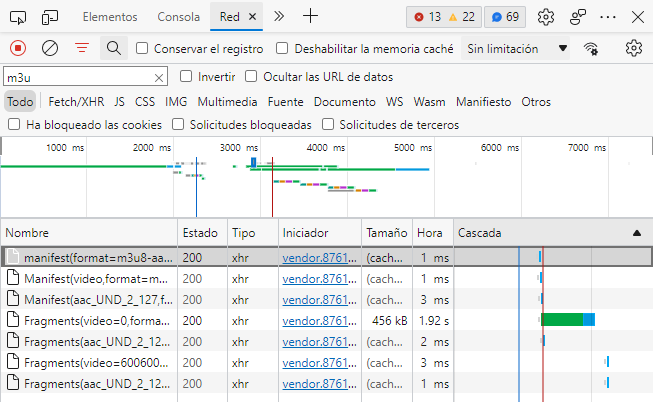 Elementos Consola Red 13 22 69
Conservar el registro Deshabilitar la memoria caché Sin limitación
m3u Invertir Ocultar las URL de datos
Todo Fetch/XHR JS CSS IMG Multimedia Fuente Documento WS Wasm Manifiesto Otros
Ha bloqueado las cookies Solicitudes bloqueadas Solicitudes de terceros
1000 ms 2000 ms 3000 ms 4000 ms 5000 ms 6000 ms 7000 ms
Nombre Estado Tipo Iniciador Tamaño Hora Cascada
manifest(format=m3u8-aa... 200 xhr vendor.8761... (cach... 1 ms
Manifest(video,format=m... 200 xhr vendor.8761... (cach... 1 ms
Manifest(aac_UND_2_127,f... 200 xhr vendor.8761... (cach... 3 ms
Fragments(video=0,forma... 200 xhr vendor.8761... 456 kB 1.92 s
Fragments(aac_UND_2_12... 200 xhr vendor.8761... (cach... 2 ms
Fragments(video=600600... 200 xhr vendor.8761... (cach... 3 ms
Fragments(aac_UND_2_12... 200 xhr vendor.8761... (cach... 1 ms